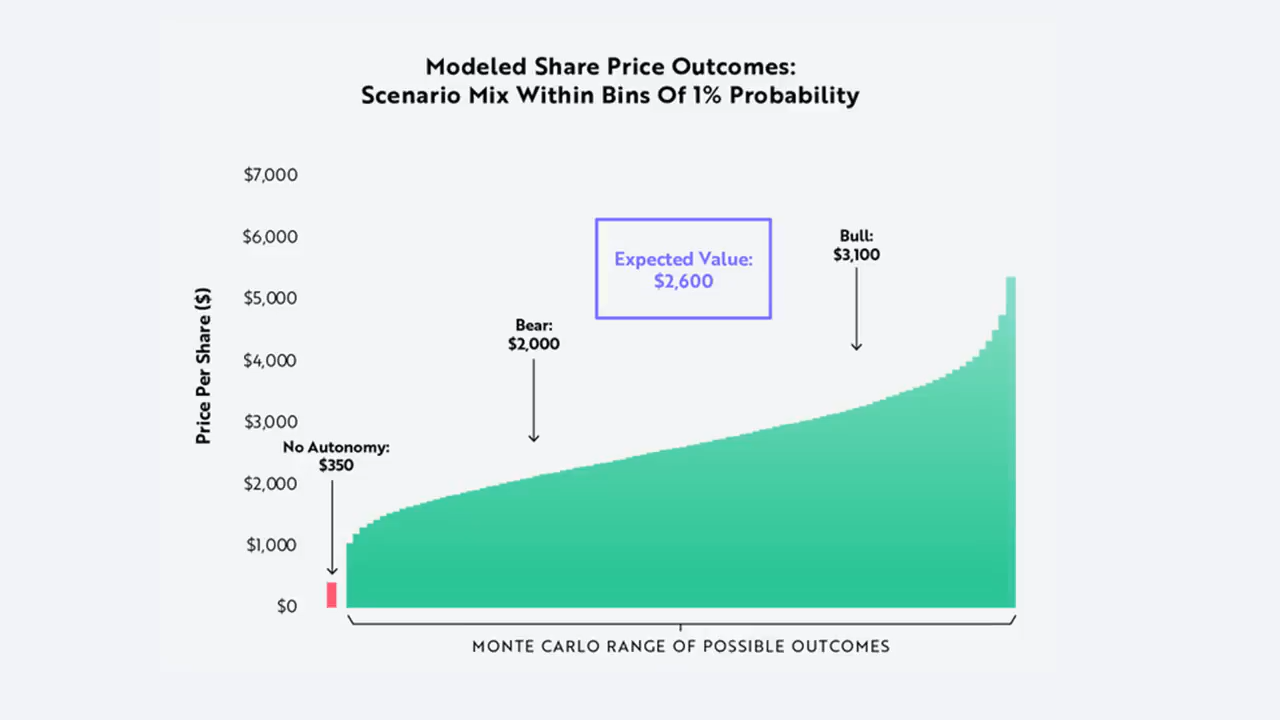 Modeled Share Price Outcomes:
Scenario Mix Within Bins Of 1% Probability
Price Per Share ($)
$7,000
$6,000
$5,000
$4,000
$3,000
$2,000
$1,000
$0
No Autonomy:
$350
Bear:
$2,000
Expected Value:
$2,600
Bull:
$3,100
MONTE CARLO RANGE OF POSSIBLE OUTCOMES